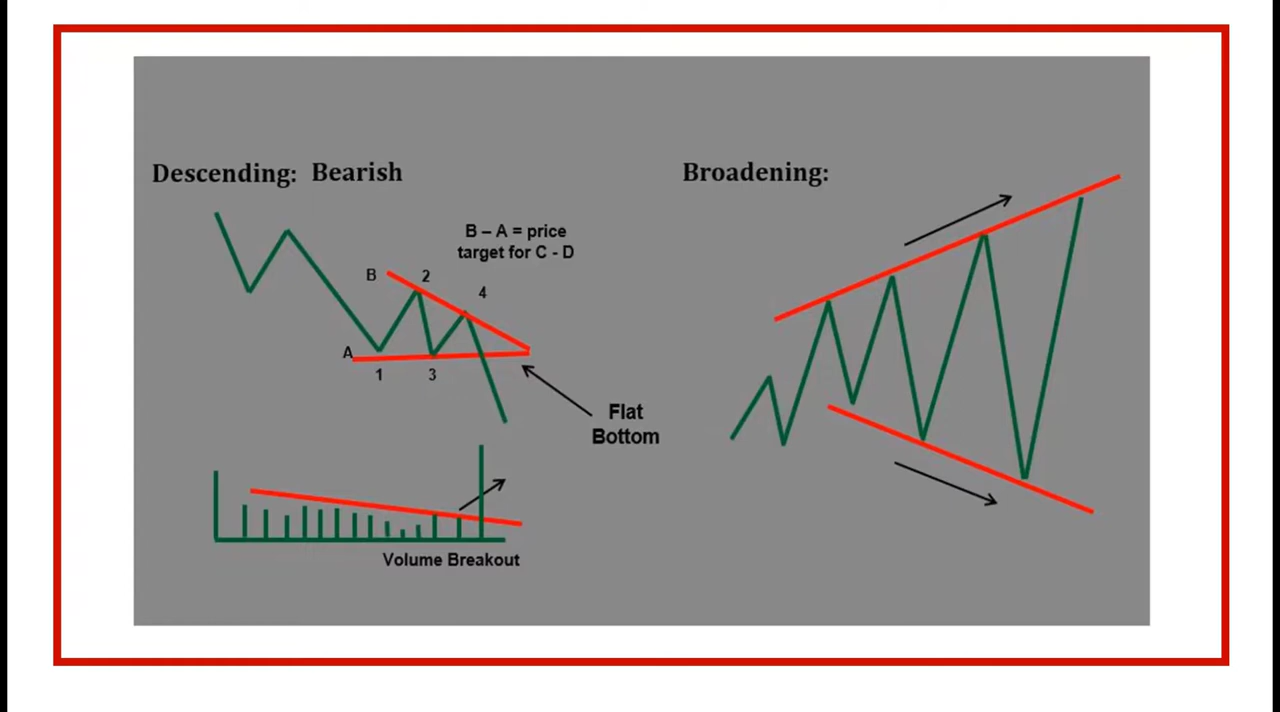 Descending: Bearish
B – A = price
target for C - D
B
2
4
A
1
3
Flat
Bottom
Volume Breakout
Broadening: